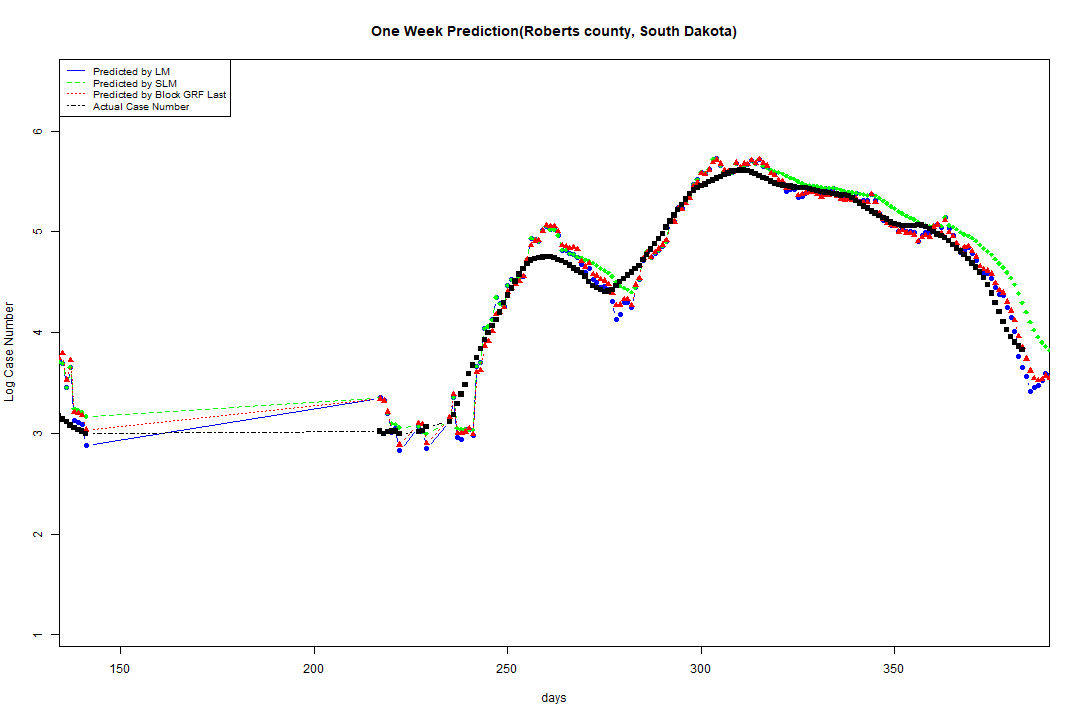 One Week Prediction(Roberts county, South Dakota)
Predicted by LM
Predicted by SLM
Predicted by Block GRF Last
Actual Case Number
6
5
4
3
2
1
Log Case Number
150 200 250 300 350
days